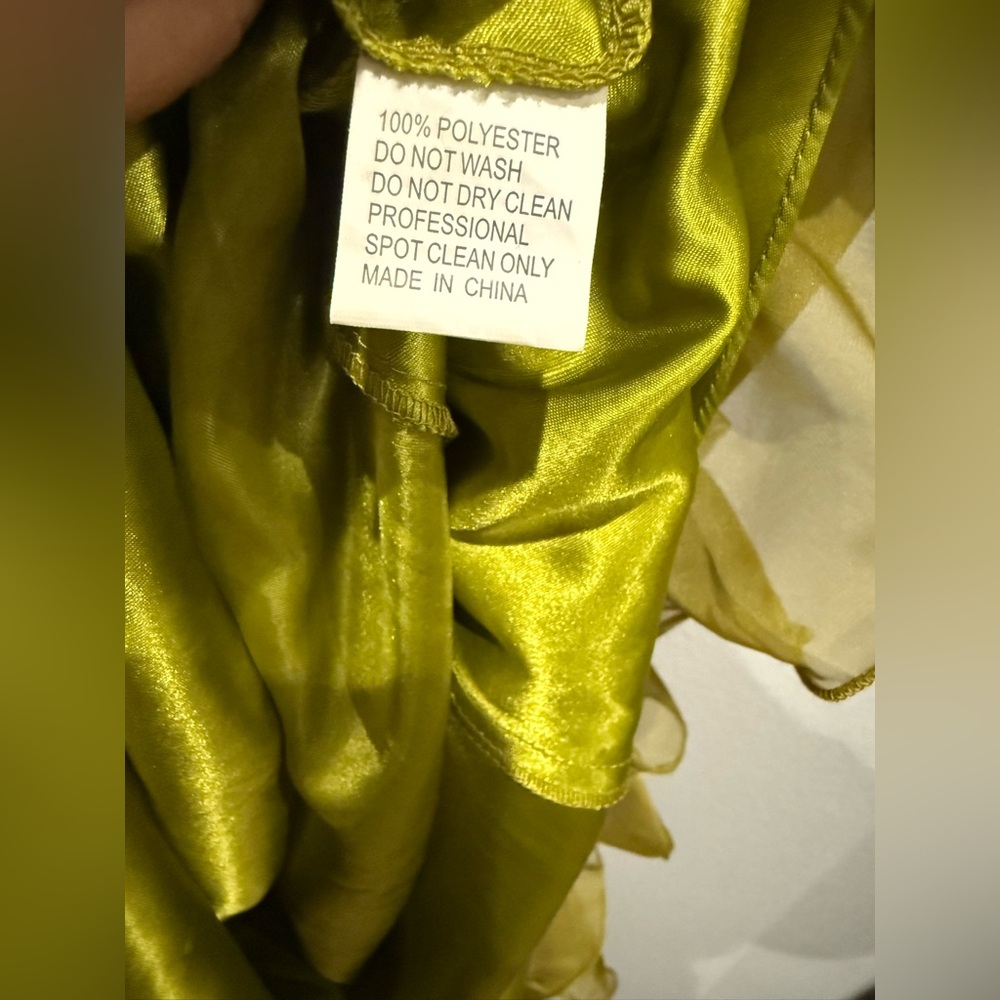 100% POLYESTER
DO NOT WASH
DO NOT DRY CLEAN
PROFESSIONAL
SPOT CLEAN ONLY
MADE IN CHINA